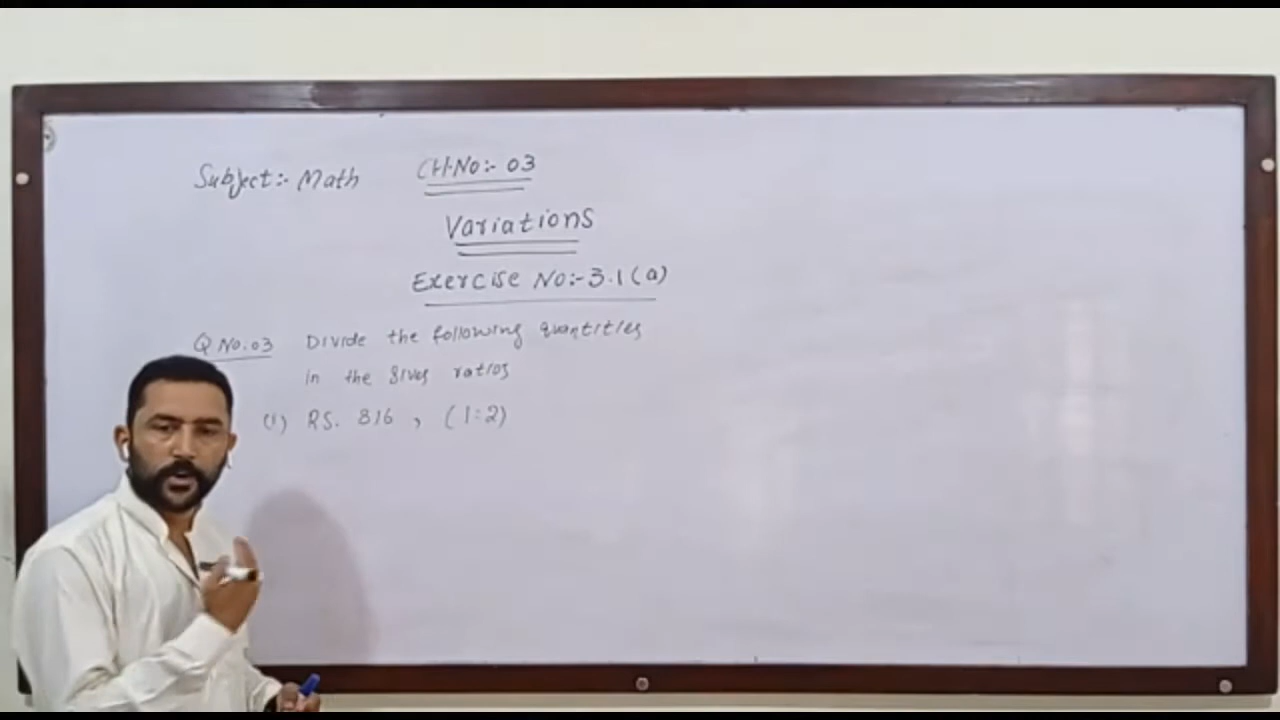 Subject:- Math CH.No:- 03
Variations
Exercise No:- 3.1(a)
Q No.03 Divide the following quantities
in the given ratios
(i) RS. 816 , (1:2)